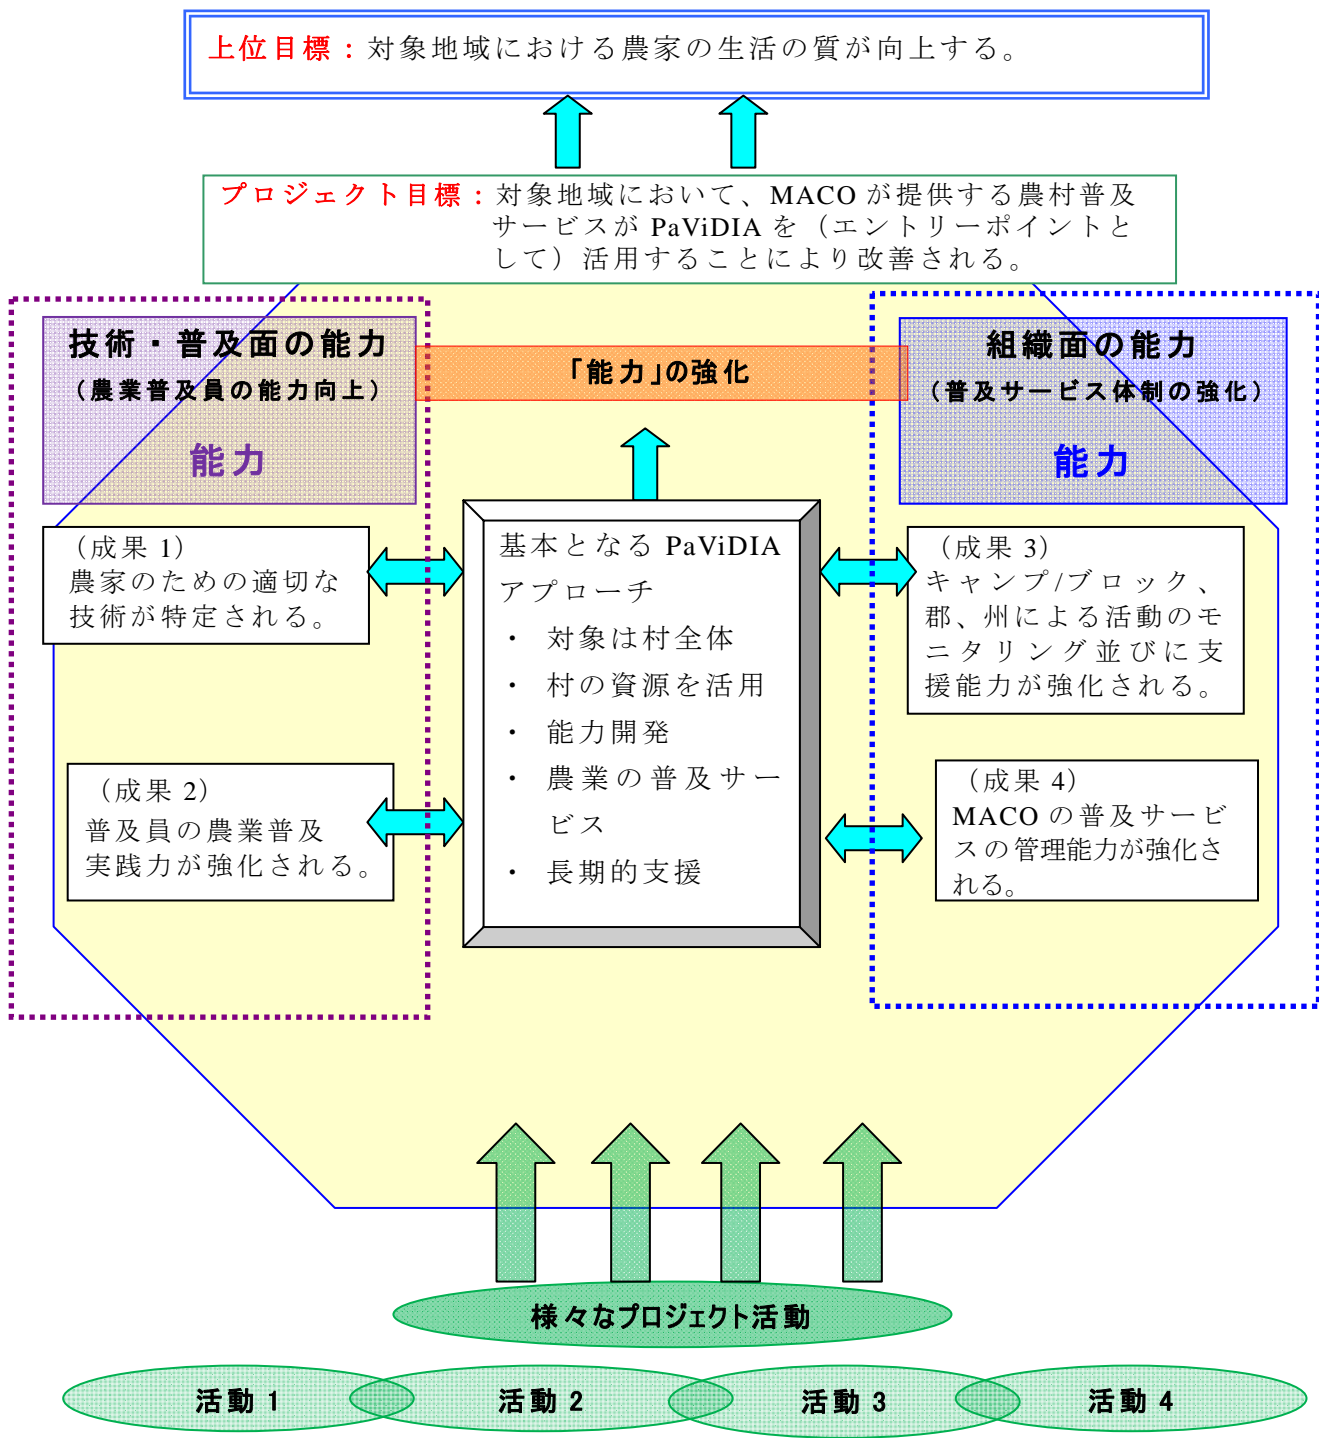 上位目標：対象地域における農家の生活の質が向上する。
プロジェクト目標：対象地域において、MACO が提供する農村普及
サービスが PaViDIA を（エントリーポイントと
して）活用することにより改善される。
技術・普及面の能力
（農業普及員の能力向上）
能力
「能力」の強化
組織面の能力
（普及サービス体制の強化）
能力
（成果 1）
農家のための適切な
技術が特定される。
（成果 2）
普及員の農業普及
実践力が強化される。
基本となる PaViDIA
アプローチ
・ 対象は村全体
・ 村の資源を活用
・ 能力開発
・ 農業の普及サー
ビス
・ 長期的支援
（成果 3）
キャンプ/ブロック、
郡、州による活動のモ
ニタリング並びに支
援能力が強化される。
（成果 4）
MACO の普及サービ
スの管理能力が強化さ
れる。
様々なプロジェクト活動
活動 1
活動 2
活動 3
活動 4